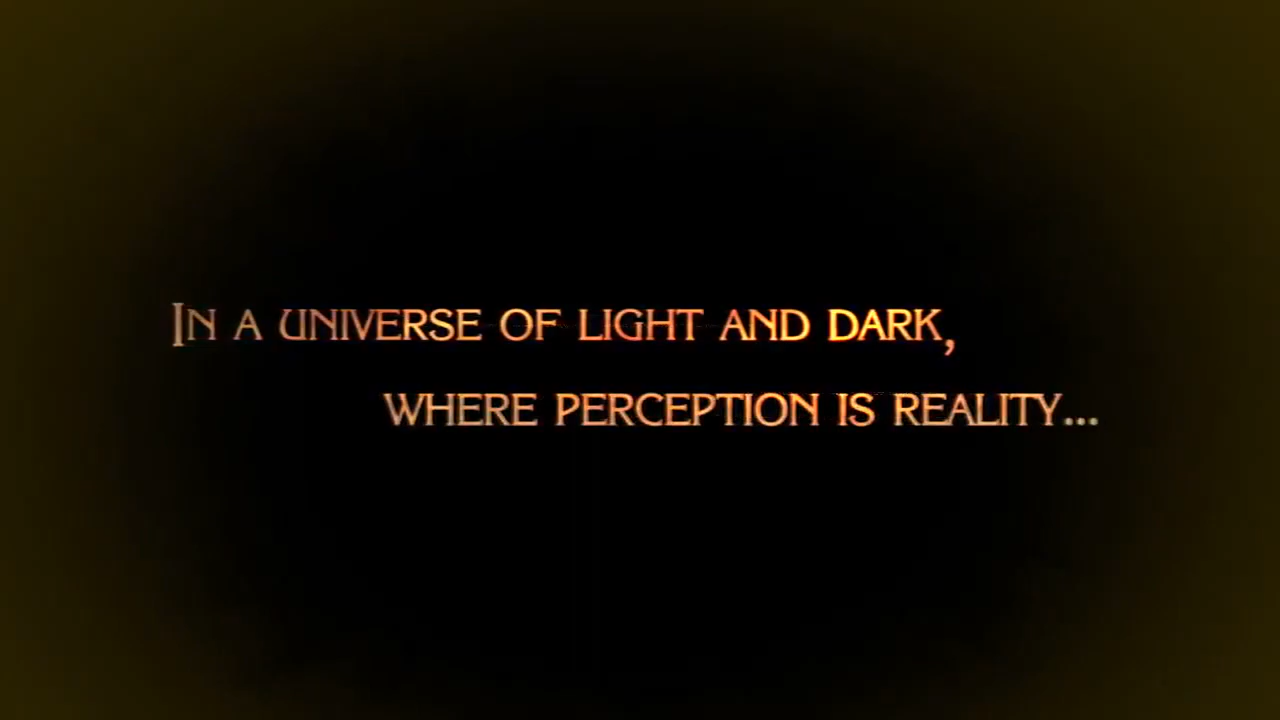 In a universe of light and dark,
where perception is reality...